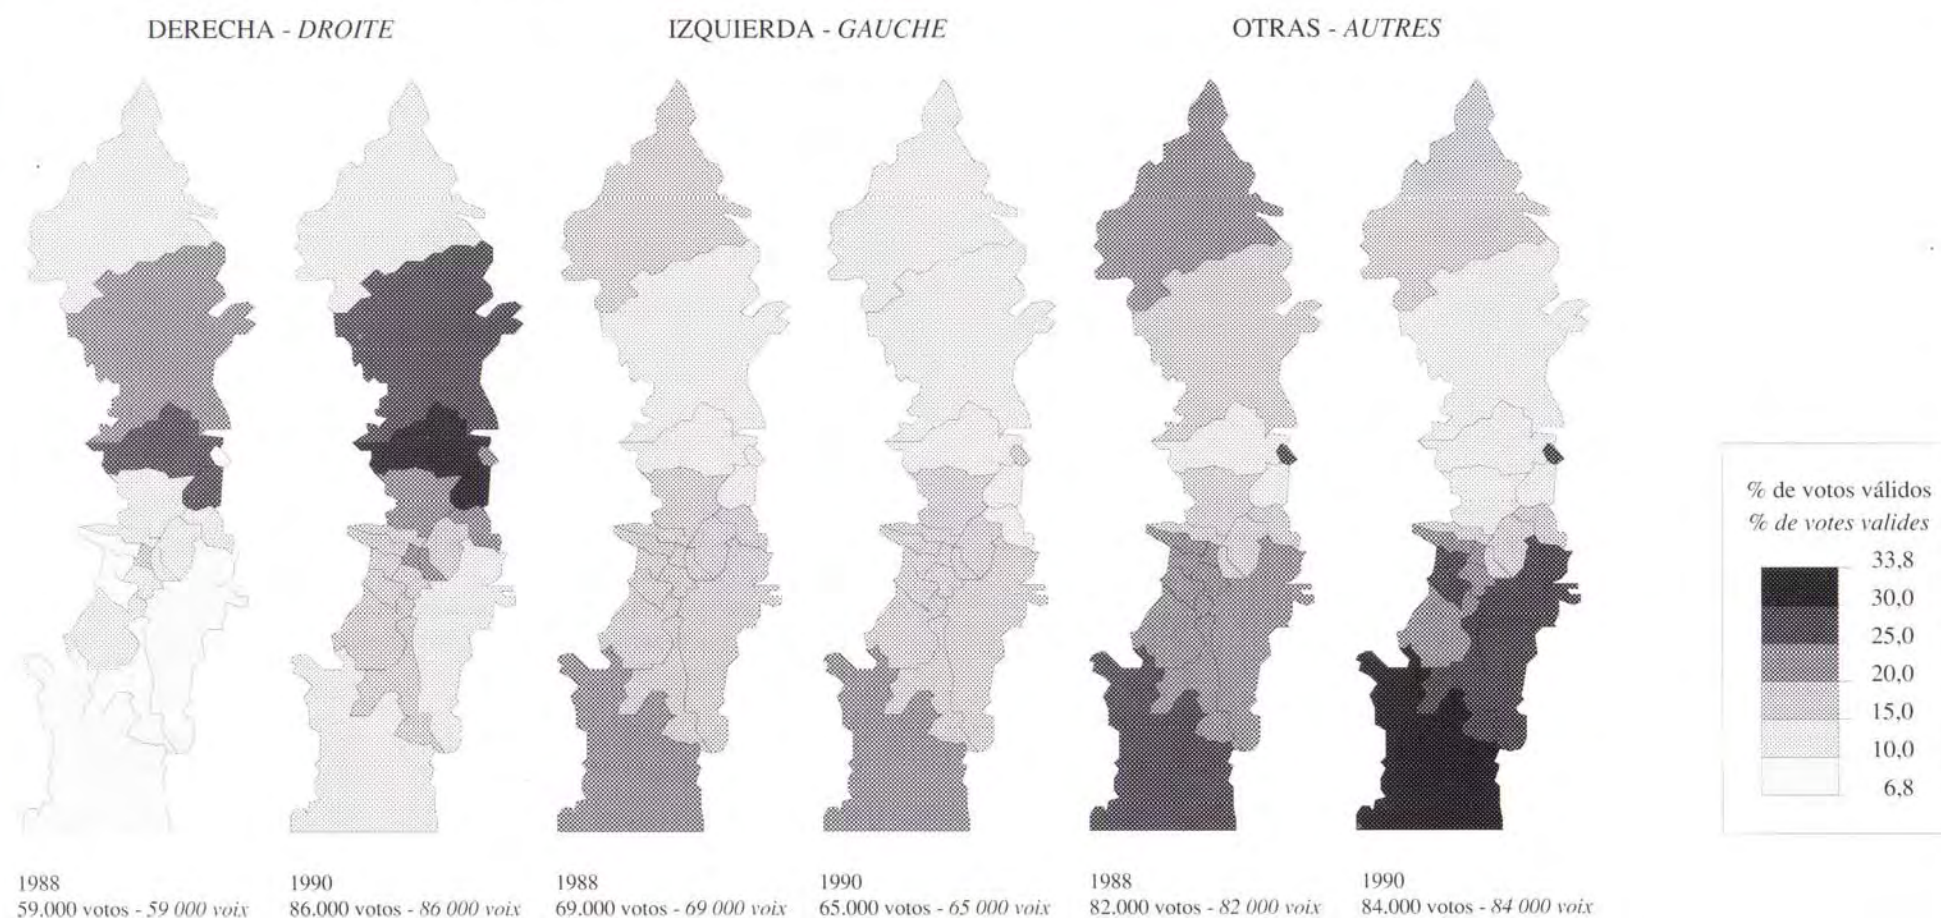 DERECHA - DROITE
IZQUIERDA - GAUCHE
OTRAS - AUTRES
% de votos válidos
% de votes valides
33,8
30,0
25,0
20,0
15,0
10,0
6,8
1988
59.000 votos - 59 000 voix
1990
86.000 votos - 86 000 voix
1988
69.000 votos - 69 000 voix
1990
65.000 votos - 65 000 voix
1988
82.000 votos - 82 000 voix
1990
84.000 votos - 84 000 voix